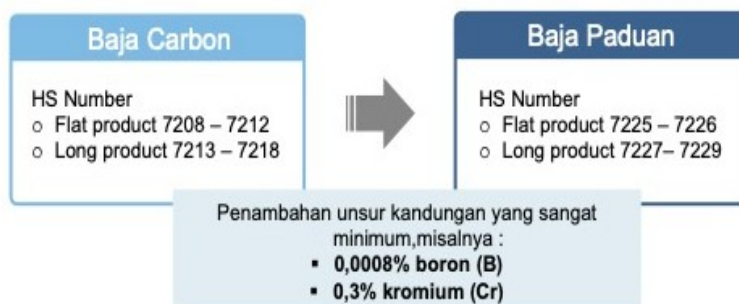 Baja Carbon
HS Number
o Flat product 7208 – 7212
o Long product 7213 – 7218
Baja Paduan
HS Number
o Flat product 7225 – 7226
o Long product 7227– 7229
Penambahan unsur kandungan yang sangat
minimum,misalnya :
▪ 0,0008% boron (B)
▪ 0,3% kromium (Cr)